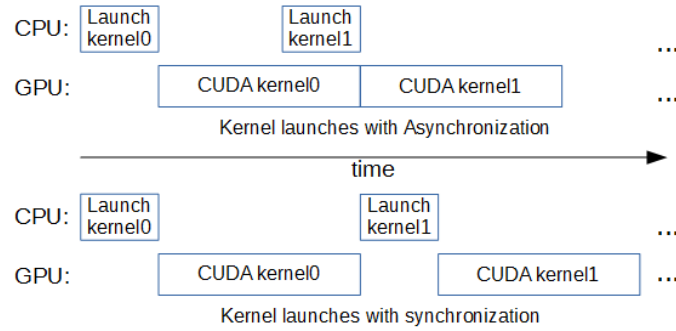 CPU: Launch kernel0 Launch kernel1 ...
GPU: CUDA kernel0 CUDA kernel1 ...
Kernel launches with Asynchronization
time
CPU: Launch kernel0 Launch kernel1 ...
GPU: CUDA kernel0 CUDA kernel1 ...
Kernel launches with synchronization